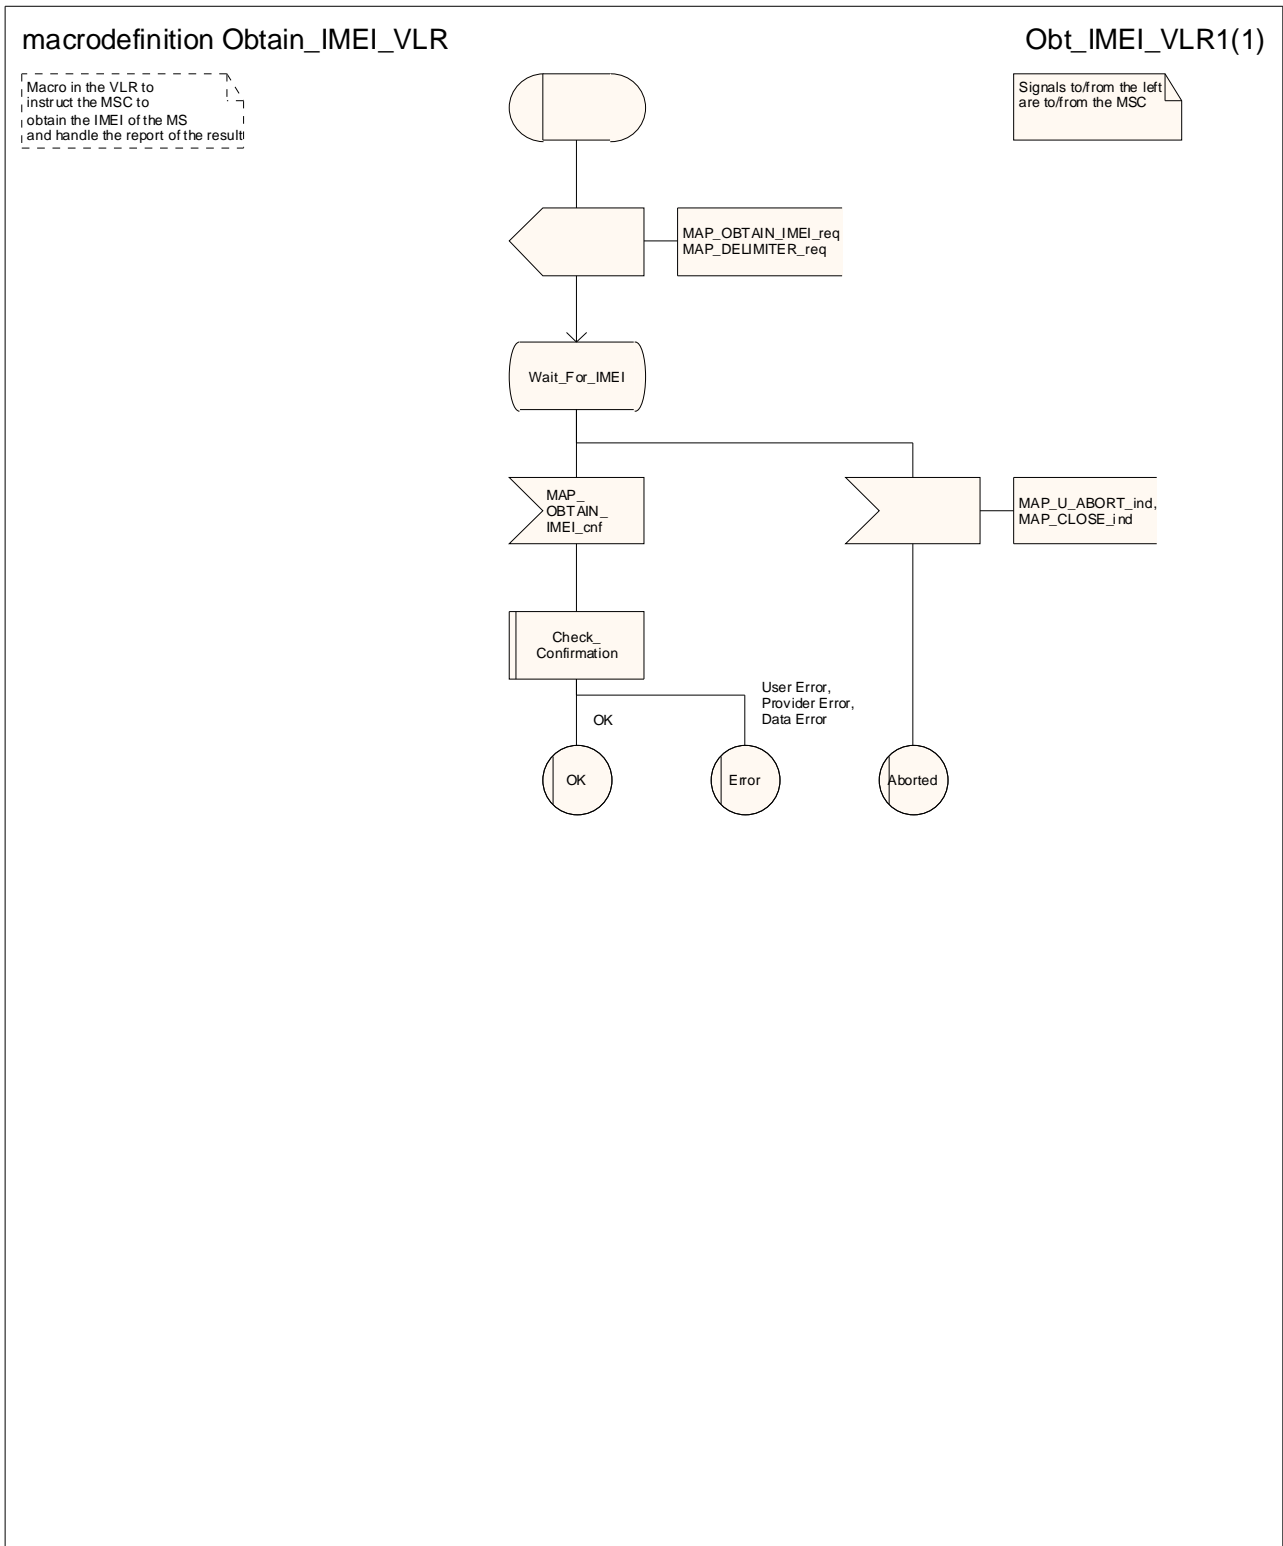 macrodefinition Obtain_IMEI_VLR
Obt_IMEI_VLR1(1)
Macro in the VLR to
instruct the MSC to
obtain the IMEI of the MS
and handle the report of the result
Signals to/from the left
are to/from the MSC
MAP_OBTAIN_IMEI_req
MAP_DELIMITER_req
Wait_For_IMEI
MAP_
OBTAIN_
IMEI_cnf
MAP_U_ABORT_ind,
MAP_CLOSE_ind
Check_
Confirmation
User Error,
Provider Error,
Data Error
OK
OK
Error
Aborted